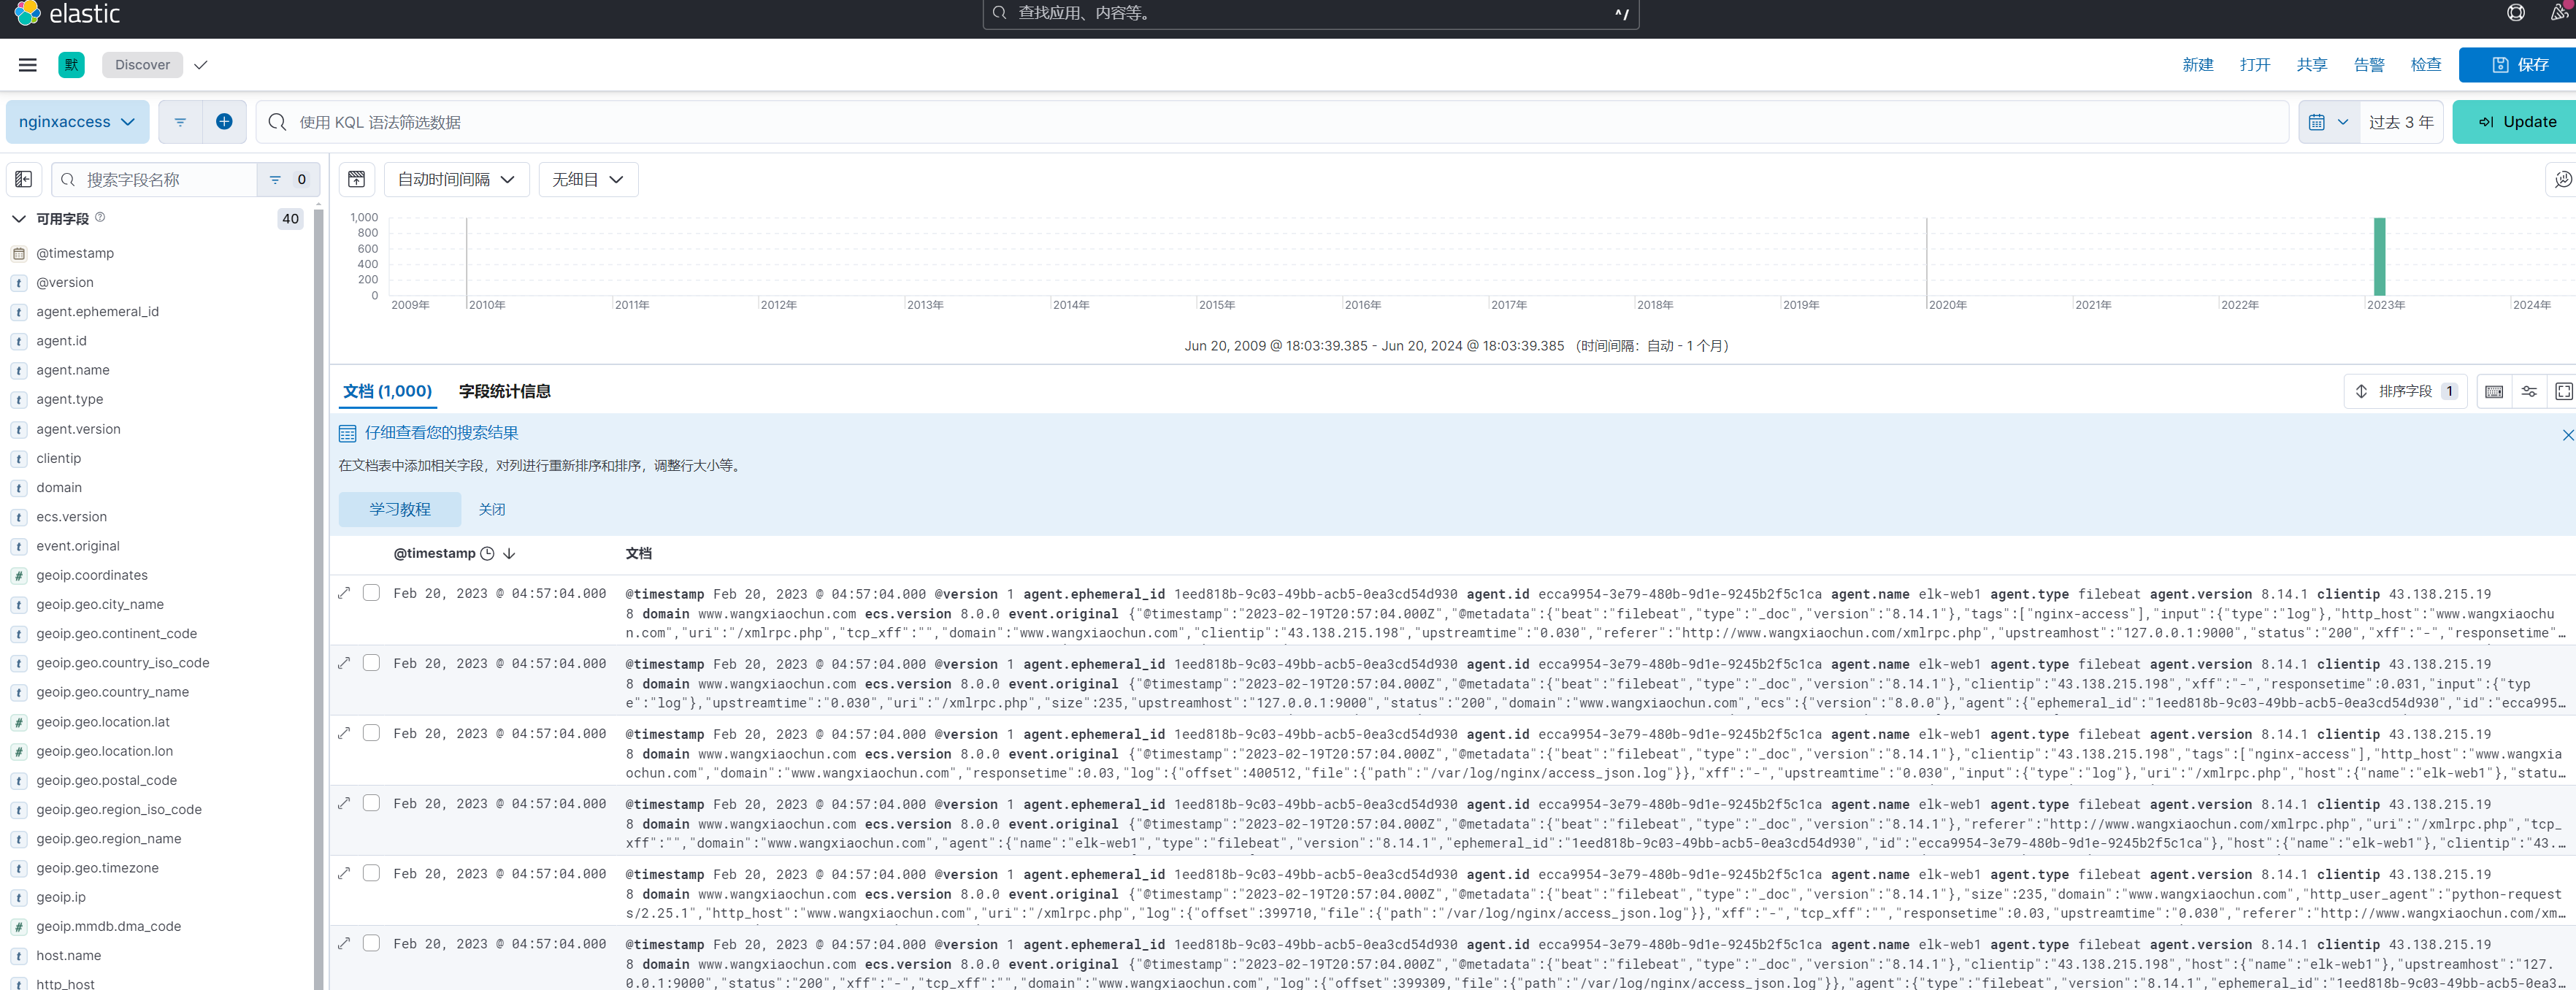 elastic
查找应用、内容等。
^/
默
Discover
新建
打开
共享
告警
检查
保存
nginxaccess
使用 KQL 语法筛选数据
过去 3 年
Update
搜索字段名称
0
自动时间间隔
无细目
可用字段
40
@timestamp
@version
agent.ephemeral_id
agent.id
agent.name
agent.type
agent.version
clientip
domain
ecs.version
event.original
geoip.coordinates
geoip.geo.city_name
geoip.geo.continent_code
geoip.geo.country_iso_code
geoip.geo.country_name
geoip.geo.location.lat
geoip.geo.location.lon
geoip.geo.postal_code
geoip.geo.region_iso_code
geoip.geo.region_name
geoip.geo.timezone
geoip.ip
geoip.mmdb.dma_code
host.name
http_host
1,000
800
600
400
200
0
2009年 2010年 2011年 2012年 2013年 2014年 2015年 2016年 2017年 2018年 2019年 2020年 2021年 2022年 2023年 2024年
Jun 20, 2009 @ 18:03:39.385 - Jun 20, 2024 @ 18:03:39.385 （时间间隔：自动 - 1 个月）
文档 (1,000)
字段统计信息
排序字段 1
仔细查看您的搜索结果
在文档表中添加相关字段，对列进行重新排序和排序，调整行大小等。
学习教程
关闭
@timestamp
文档
Feb 20, 2023 @ 04:57:04.000
@timestamp Feb 20, 2023 @ 04:57:04.000 @version 1 agent.ephemeral_id 1eed818b-9c03-49bb-acb5-0ea3cd54d930 agent.id ecca9954-3e79-480b-9d1e-9245b2f5c1ca agent.name elk-web1 agent.type filebeat agent.version 8.14.1 clientip 43.138.215.19
8 domain www.wangxiaochun.com ecs.version 8.0.0 event.original {"@timestamp":"2023-02-19T20:57:04.000Z","@metadata":{"beat":"filebeat","type":"_doc","version":"8.14.1"},"tags":["nginx-access"],"input":{"type":"log"},"http_host":"www.wangxiaochu
n.com","uri":"/xmlrpc.php","tcp_xff":"","domain":"www.wangxiaochun.com","clientip":"43.138.215.198","upstreamtime":"0.030","referer":"http://www.wangxiaochun.com/xmlrpc.php","upstreamhost":"127.0.0.1:9000","status":"200","xff":"-","responsetime"…
Feb 20, 2023 @ 04:57:04.000
@timestamp Feb 20, 2023 @ 04:57:04.000 @version 1 agent.ephemeral_id 1eed818b-9c03-49bb-acb5-0ea3cd54d930 agent.id ecca9954-3e79-480b-9d1e-9245b2f5c1ca agent.name elk-web1 agent.type filebeat agent.version 8.14.1 clientip 43.138.215.19
8 domain www.wangxiaochun.com ecs.version 8.0.0 event.original {"@timestamp":"2023-02-19T20:57:04.000Z","@metadata":{"beat":"filebeat","type":"_doc","version":"8.14.1"},"clientip":"43.138.215.198","xff":"-","responsetime":0.031,"input":{"typ
e":"log"},"upstreamtime":"0.030","uri":"/xmlrpc.php","size":235,"upstreamhost":"127.0.0.1:9000","status":"200","domain":"www.wangxiaochun.com","ecs":{"version":"8.0.0"},"agent":{"ephemeral_id":"1eed818b-9c03-49bb-acb5-0ea3cd54d930","id":"ecca995…
Feb 20, 2023 @ 04:57:04.000
@timestamp Feb 20, 2023 @ 04:57:04.000 @version 1 agent.ephemeral_id 1eed818b-9c03-49bb-acb5-0ea3cd54d930 agent.id ecca9954-3e79-480b-9d1e-9245b2f5c1ca agent.name elk-web1 agent.type filebeat agent.version 8.14.1 clientip 43.138.215.19
8 domain www.wangxiaochun.com ecs.version 8.0.0 event.original {"@timestamp":"2023-02-19T20:57:04.000Z","@metadata":{"beat":"filebeat","type":"_doc","version":"8.14.1"},"clientip":"43.138.215.198","tags":["nginx-access"],"http_host":"www.wangxia
ochun.com","domain":"www.wangxiaochun.com","responsetime":0.03,"log":{"offset":400512,"file":{"path":"/var/log/nginx/access_json.log"}},"xff":"-","upstreamtime":"0.030","input":{"type":"log"},"uri":"/xmlrpc.php","host":{"name":"elk-web1"},"statu…
Feb 20, 2023 @ 04:57:04.000
@timestamp Feb 20, 2023 @ 04:57:04.000 @version 1 agent.ephemeral_id 1eed818b-9c03-49bb-acb5-0ea3cd54d930 agent.id ecca9954-3e79-480b-9d1e-9245b2f5c1ca agent.name elk-web1 agent.type filebeat agent.version 8.14.1 clientip 43.138.215.19
8 domain www.wangxiaochun.com ecs.version 8.0.0 event.original {"@timestamp":"2023-02-19T20:57:04.000Z","@metadata":{"beat":"filebeat","type":"_doc","version":"8.14.1"},"referer":"http://www.wangxiaochun.com/xmlrpc.php","uri":"/xmlrpc.php","tcp_
xff":"","domain":"www.wangxiaochun.com","agent":{"name":"elk-web1","type":"filebeat","version":"8.14.1","ephemeral_id":"1eed818b-9c03-49bb-acb5-0ea3cd54d930","id":"ecca9954-3e79-480b-9d1e-9245b2f5c1ca"},"host":{"name":"elk-web1"},"clientip":"43.…
Feb 20, 2023 @ 04:57:04.000
@timestamp Feb 20, 2023 @ 04:57:04.000 @version 1 agent.ephemeral_id 1eed818b-9c03-49bb-acb5-0ea3cd54d930 agent.id ecca9954-3e79-480b-9d1e-9245b2f5c1ca agent.name elk-web1 agent.type filebeat agent.version 8.14.1 clientip 43.138.215.19
8 domain www.wangxiaochun.com ecs.version 8.0.0 event.original {"@timestamp":"2023-02-19T20:57:04.000Z","@metadata":{"beat":"filebeat","type":"_doc","version":"8.14.1"},"size":235,"domain":"www.wangxiaochun.com","http_user_agent":"python-request
s/2.25.1","http_host":"www.wangxiaochun.com","uri":"/xmlrpc.php","log":{"offset":399710,"file":{"path":"/var/log/nginx/access_json.log"}},"xff":"-","tcp_xff":"","responsetime":0.03,"upstreamtime":"0.030","referer":"http://www.wangxiaochun.com/xm…
Feb 20, 2023 @ 04:57:04.000
@timestamp Feb 20, 2023 @ 04:57:04.000 @version 1 agent.ephemeral_id 1eed818b-9c03-49bb-acb5-0ea3cd54d930 agent.id ecca9954-3e79-480b-9d1e-9245b2f5c1ca agent.name elk-web1 agent.type filebeat agent.version 8.14.1 clientip 43.138.215.19
8 domain www.wangxiaochun.com ecs.version 8.0.0 event.original {"@timestamp":"2023-02-19T20:57:04.000Z","@metadata":{"beat":"filebeat","type":"_doc","version":"8.14.1"},"clientip":"43.138.215.198","host":{"name":"elk-web1"},"upstreamhost":"127.
0.0.1:9000","status":"200","xff":"-","tcp_xff":"","domain":"www.wangxiaochun.com","log":{"offset":399309,"file":{"path":"/var/log/nginx/access_json.log"}},"agent":{"type":"filebeat","version":"8.14.1","ephemeral_id":"1eed818b-9c03-49bb-acb5-0ea3…